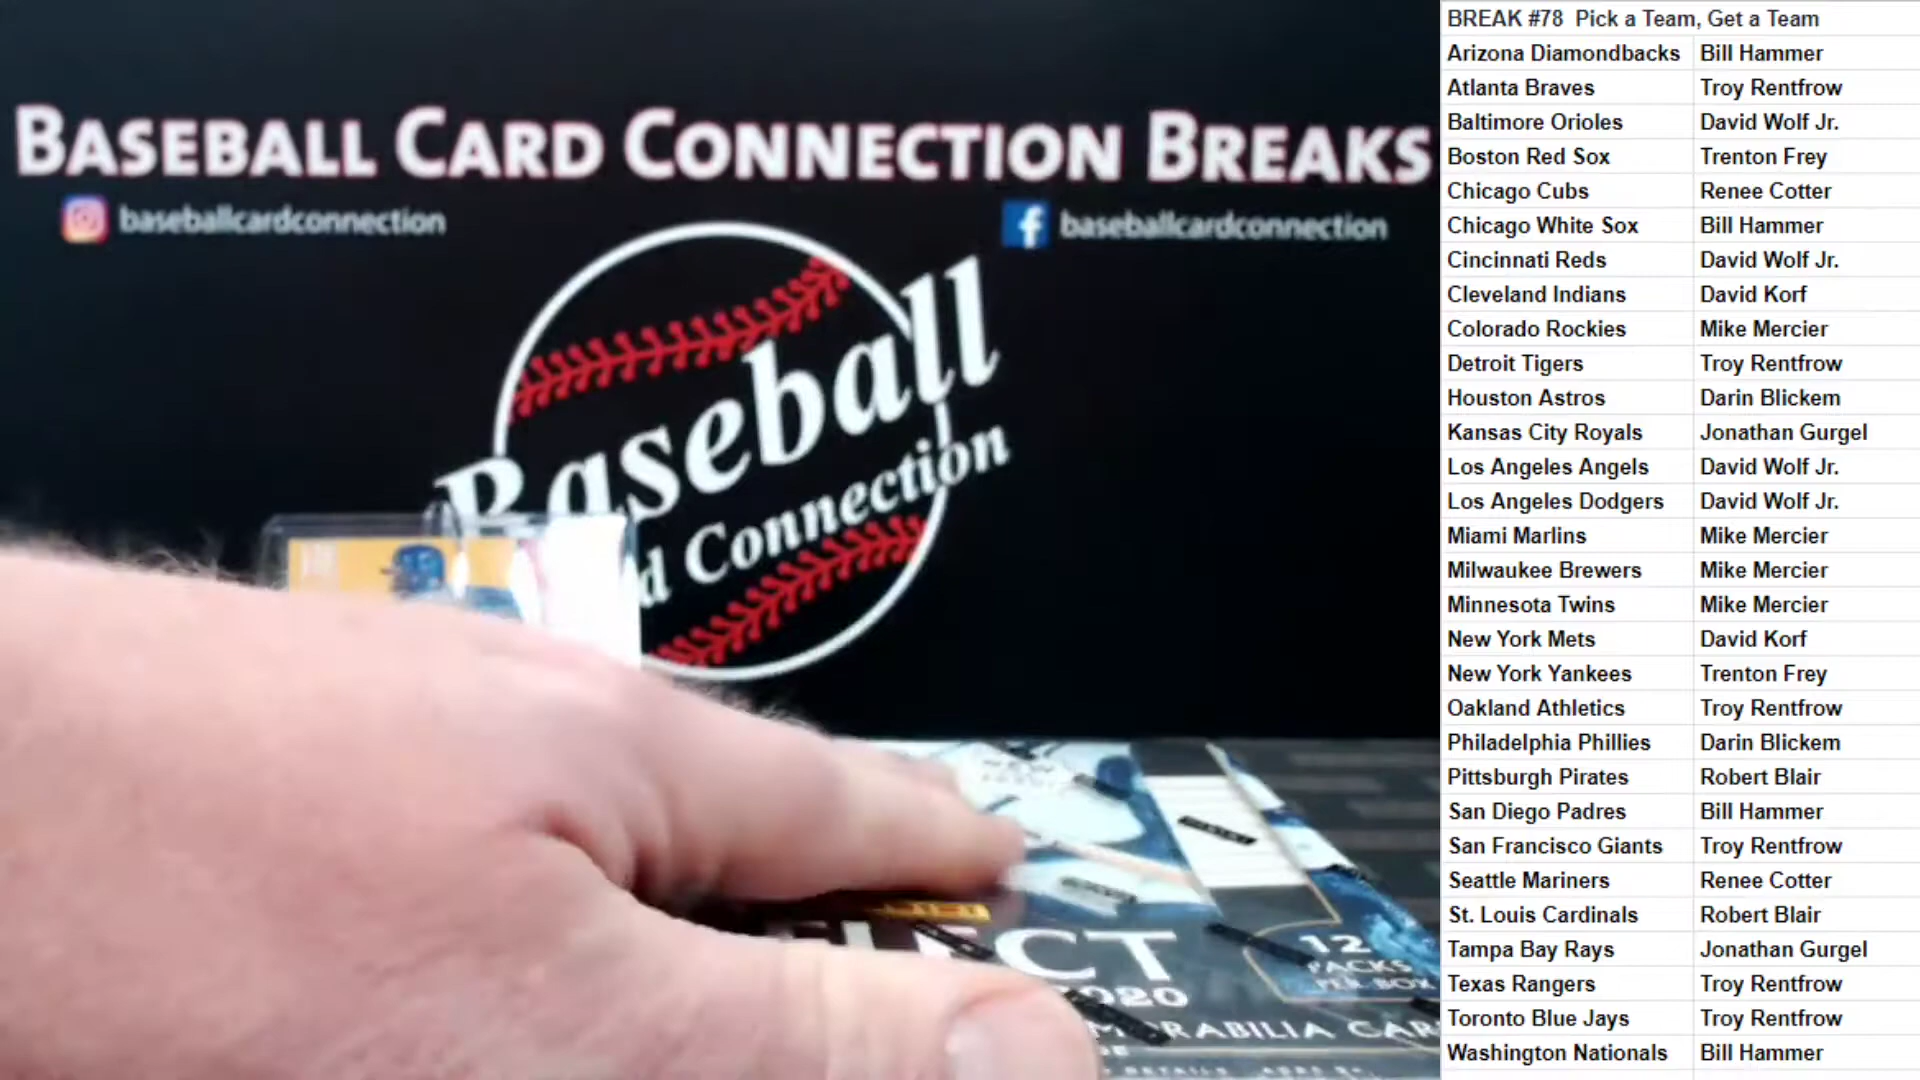 BASEBALL CARD CONNECTION BREAKS
baseballcardconnection
baseballcardconnection
Baseball
d Connection
12
PACKS
PER BOX
ECT
2020
BREAK #78 Pick a Team, Get a Team
Arizona Diamondbacks Bill Hammer
Atlanta Braves Troy Rentfrow
Baltimore Orioles David Wolf Jr.
Boston Red Sox Trenton Frey
Chicago Cubs Renee Cotter
Chicago White Sox Bill Hammer
Cincinnati Reds David Wolf Jr.
Cleveland Indians David Korf
Colorado Rockies Mike Mercier
Detroit Tigers Troy Rentfrow
Houston Astros Darin Blickem
Kansas City Royals Jonathan Gurgel
Los Angeles Angels David Wolf Jr.
Los Angeles Dodgers David Wolf Jr.
Miami Marlins Mike Mercier
Milwaukee Brewers Mike Mercier
Minnesota Twins Mike Mercier
New York Mets David Korf
New York Yankees Trenton Frey
Oakland Athletics Troy Rentfrow
Philadelphia Phillies Darin Blickem
Pittsburgh Pirates Robert Blair
San Diego Padres Bill Hammer
San Francisco Giants Troy Rentfrow
Seattle Mariners Renee Cotter
St. Louis Cardinals Robert Blair
Tampa Bay Rays Jonathan Gurgel
Texas Rangers Troy Rentfrow
Toronto Blue Jays Troy Rentfrow
Washington Nationals Bill Hammer